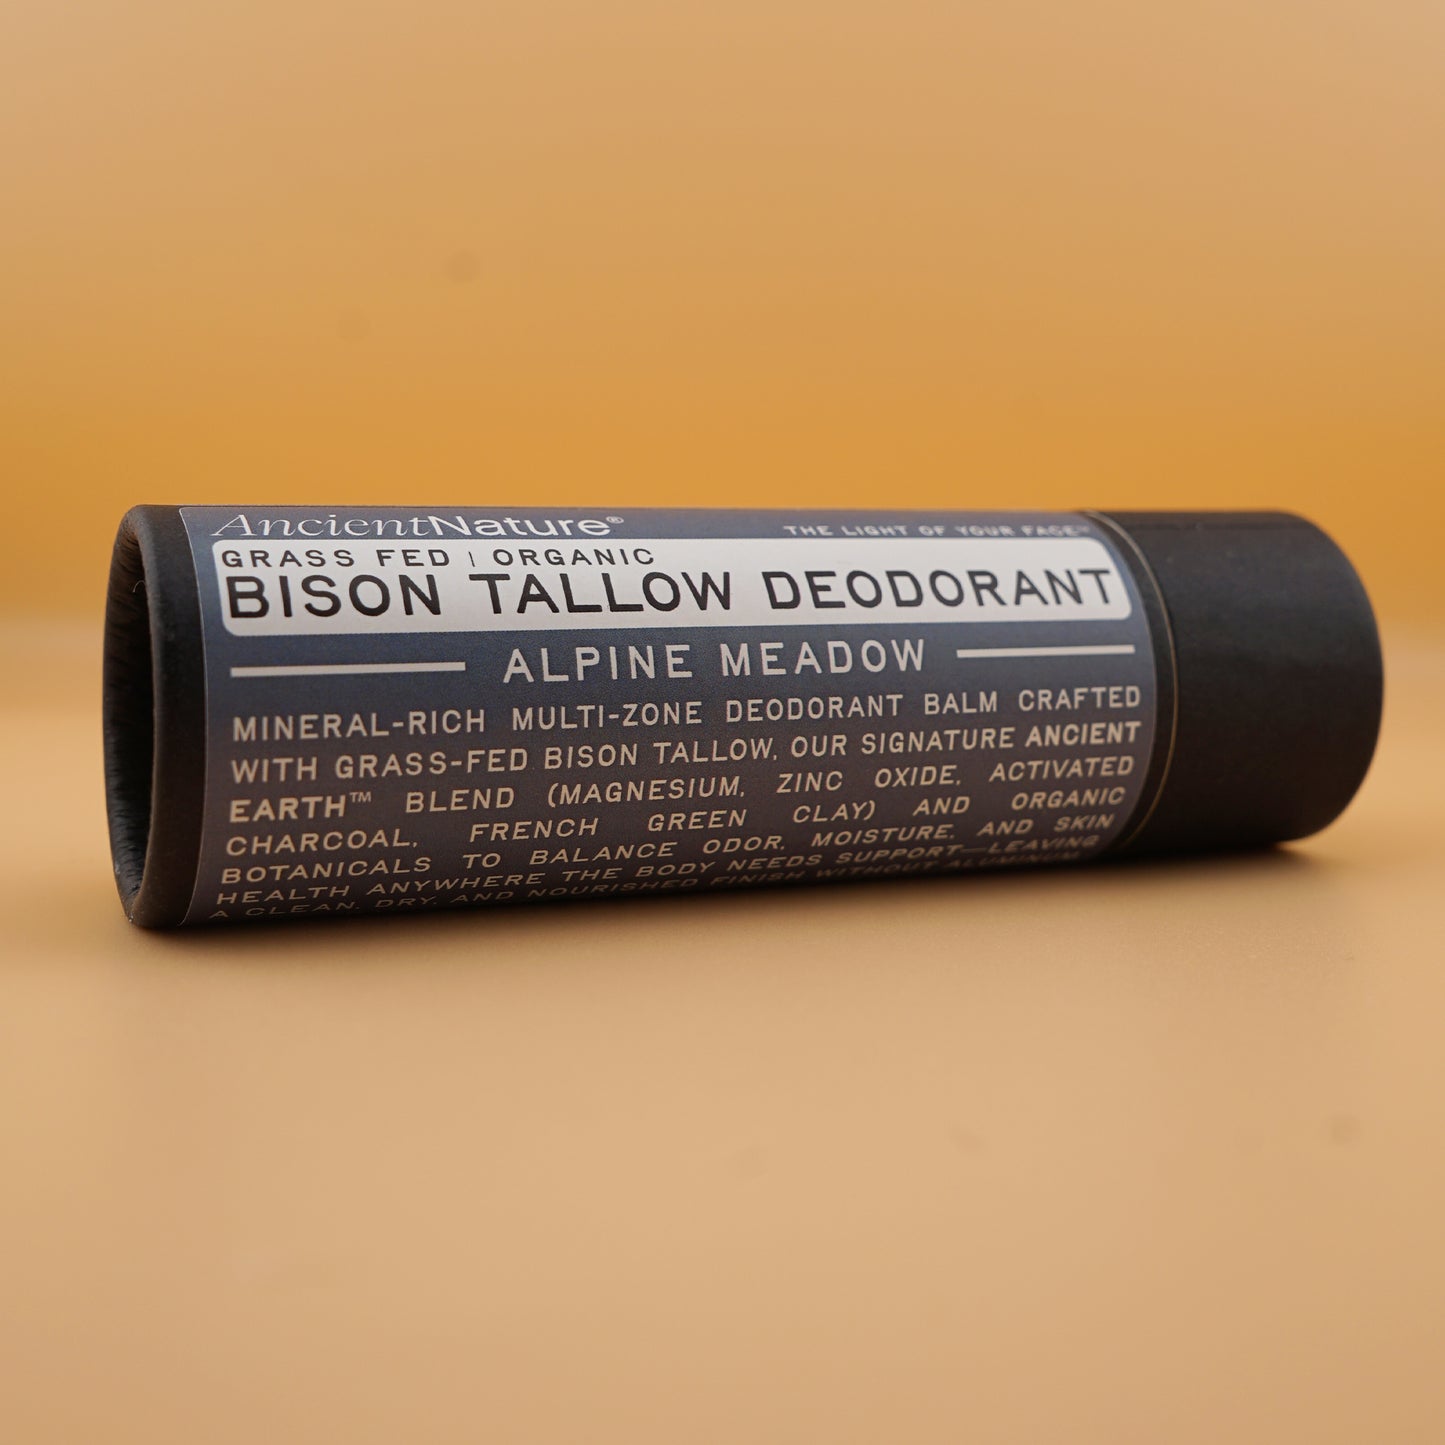 AncientNature®
THE LIGHT OF YOUR FACE™
GRASS FED | ORGANIC
BISON TALLOW DEODORANT
ALPINE MEADOW
MINERAL-RICH MULTI-ZONE DEODORANT BALM CRAFTED
WITH GRASS-FED BISON TALLOW, OUR SIGNATURE ANCIENT
EARTH™ BLEND (MAGNESIUM, ZINC OXIDE, ACTIVATED
CHARCOAL, FRENCH GREEN CLAY) AND ORGANIC
BOTANICALS TO BALANCE ODOR, MOISTURE, AND SKIN
HEALTH ANYWHERE THE BODY NEEDS SUPPORT—LEAVING
A CLEAN, DRY, AND NOURISHED FINISH WITHOUT ALUMINUM